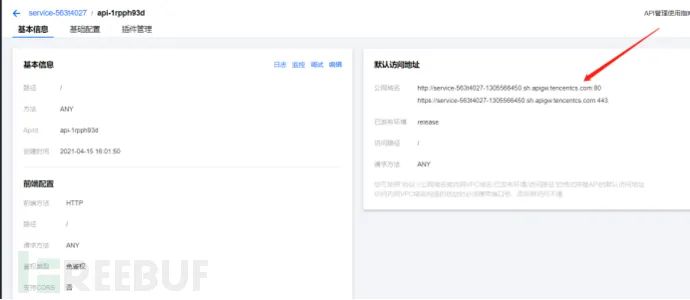 ← service-563t4027 / api-1rpph93d
API管理使用指
基本信息 基础配置 插件管理
基本信息
日志 监控 调试 编辑
路径 /
方法 ANY
ApiId api-1rpph93d
创建时间 2021-04-15 16:01:50
前端配置
前端方法 HTTP
路径 /
请求方法 ANY
鉴权类型 免鉴权
支持CORS 否
默认访问地址
公网域名 http://service-563t4027-1305566450.sh.apigw.tencentcs.com:80
https://service-563t4027-1305566450.sh.apigw.tencentcs.com:443
已发布环境 release
访问路径 /
请求方法 ANY
FREEBUF